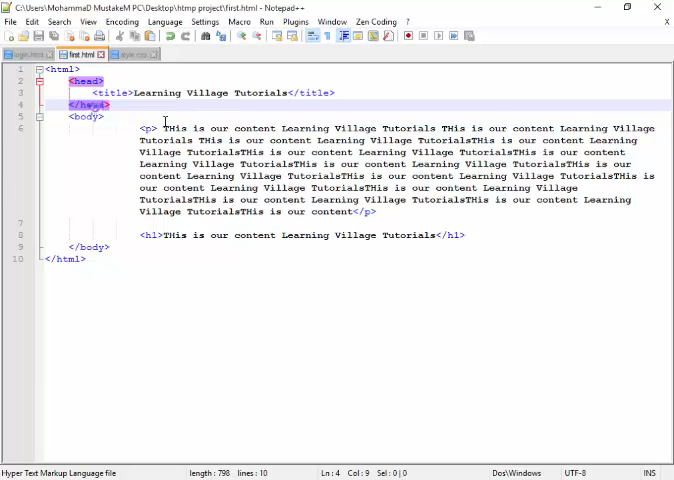 C:\Users\MohammaD MustakeM PC\Desktop\htmp project\first.html - Notepad++
File Edit Search View Encoding Language Settings Macro Run Plugins Window Zen Coding ? X
login.html first.html style.css
1 <html>
2 <head>
3 <title>Learning Village Tutorials</title>
4 </head>
5 <body>
6 <p> THis is our content Learning Village Tutorials THis is our content Learning Village
Tutorials THis is our content Learning Village TutorialsTHis is our content Learning
Village TutorialsTHis is our content Learning Village TutorialsTHis is our content
Learning Village TutorialsTHis is our content Learning Village TutorialsTHis is our
content Learning Village TutorialsTHis is our content Learning Village TutorialsTHis is
our content Learning Village TutorialsTHis is our content Learning Village
TutorialsTHis is our content Learning Village TutorialsTHis is our content Learning
Village TutorialsTHis is our content</p>
7
8 <h1>THis is our content Learning Village Tutorials</h1>
9 </body>
10 </html>
Hyper Text Markup Language file length : 798 lines : 10 Ln : 4 Col : 9 Sel : 0 | 0 Dos\Windows UTF-8 INS